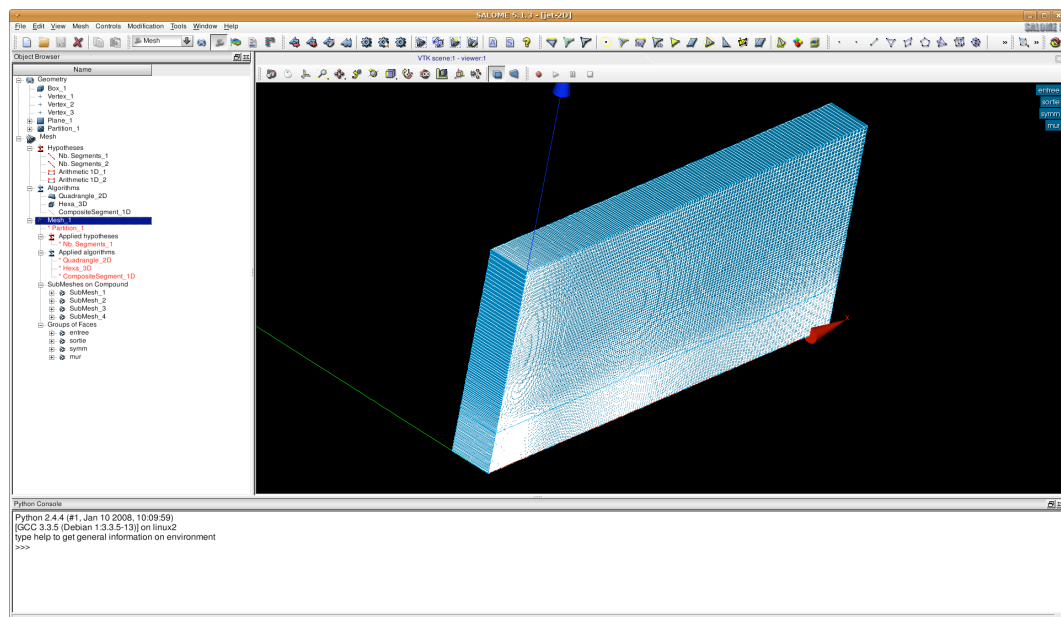 SALOME 5.1.3 - [jet-2D]
File Edit View Mesh Controls Modification Tools Window Help
SALOME
Mesh
Object Browser
VTK scene:1 - viewer:1
Name
Geometry
Box_1
Vertex_1
Vertex_2
Vertex_3
Plane_1
Partition_1
Mesh
Hypotheses
Nb. Segments_1
Nb. Segments_2
Arithmetic 1D_1
Arithmetic 1D_2
Algorithms
Quadrangle_2D
Hexa_3D
CompositeSegment_1D
Mesh_1
* Partition_1
Applied hypotheses
* Nb. Segments_1
Applied algorithms
* Quadrangle_2D
* Hexa_3D
* CompositeSegment_1D
SubMeshes on Compound
SubMesh_1
SubMesh_2
SubMesh_3
SubMesh_4
Groups of Faces
entree
sortie
symm
mur
entree
sortie
symm
mur
X
Python Console
Python 2.4.4 (#1, Jan 10 2008, 10:09:59)
[GCC 3.3.5 (Debian 1:3.3.5-13)] on linux2
type help to get general information on environment
>>>